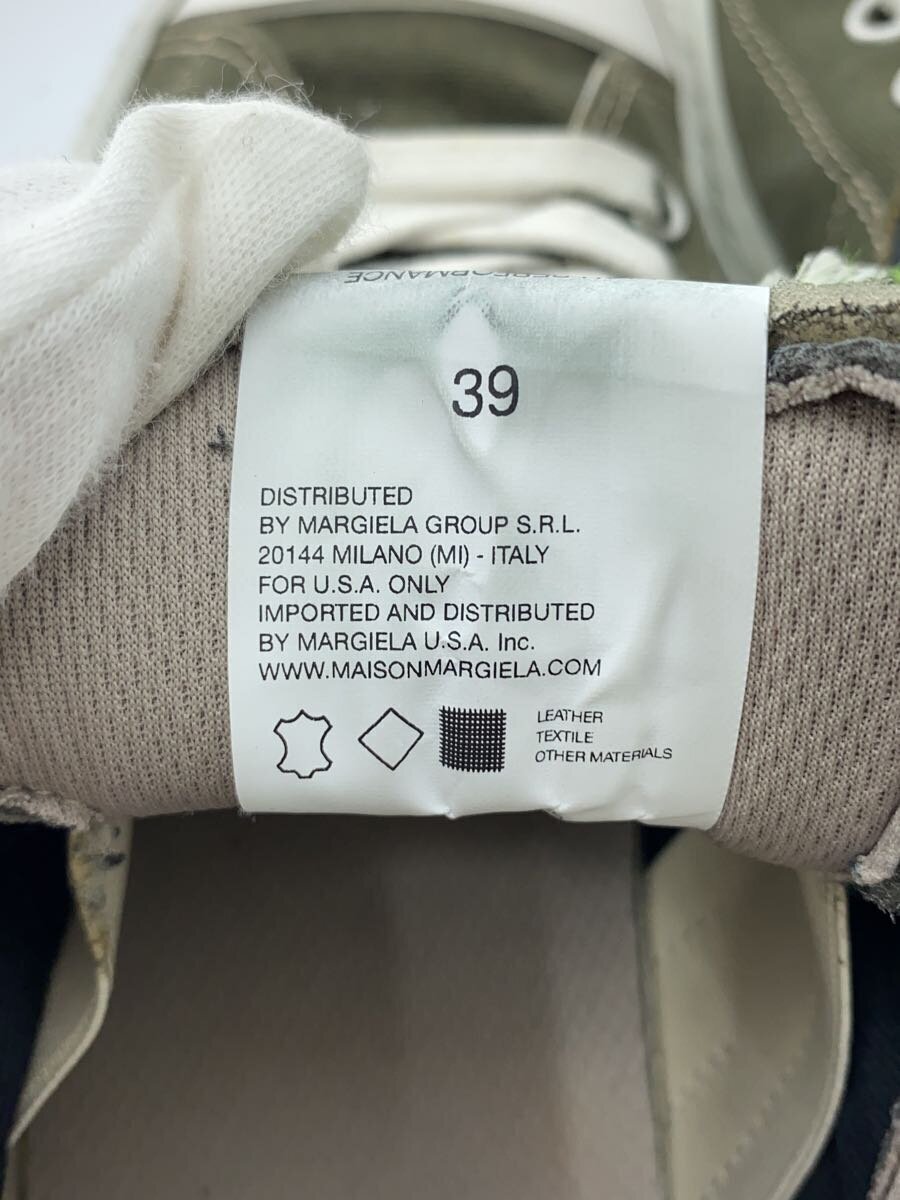 PERFORMANCE
39
DISTRIBUTED
BY MARGIELA GROUP S.R.L.
20144 MILANO (MI) - ITALY
FOR U.S.A. ONLY
IMPORTED AND DISTRIBUTED
BY MARGIELA U.S.A. Inc.
WWW.MAISONMARGIELA.COM
LEATHER
TEXTILE
OTHER MATERIALS